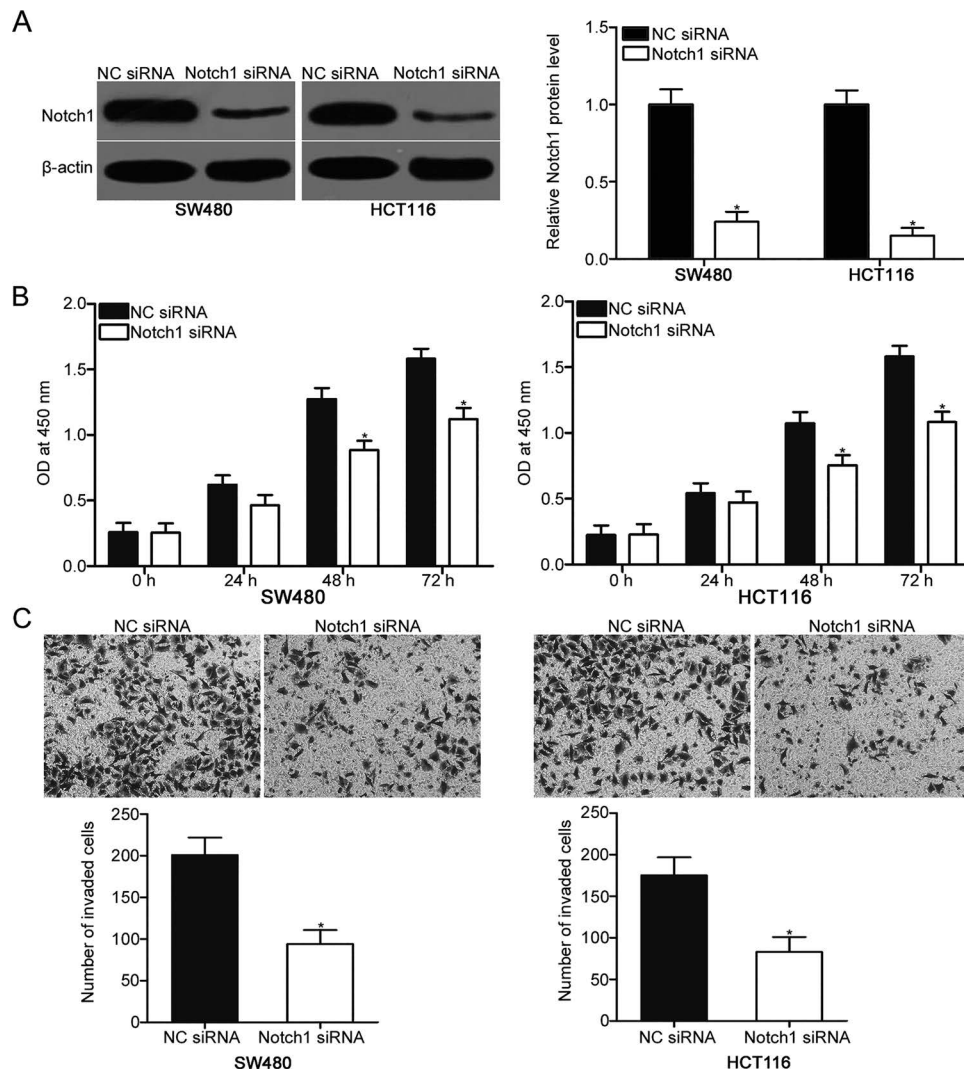 A
NC siRNA Notch1 siRNA NC siRNA Notch1 siRNA
Notch1
β-actin
SW480 HCT116
Relative Notch1 protein level
1.5
1.0
0.5
0.0
NC siRNA
Notch1 siRNA
*
*
SW480 HCT116
B
OD at 450 nm
2.0
1.5
1.0
0.5
0.0
NC siRNA
Notch1 siRNA
*
*
0 h 24 h 48 h 72 h
SW480
OD at 450 nm
2.0
1.5
1.0
0.5
0.0
NC siRNA
Notch1 siRNA
*
*
0 h 24 h 48 h 72 h
HCT116
C
NC siRNA Notch1 siRNA
NC siRNA Notch1 siRNA
Number of invaded cells
250
200
150
100
50
0
*
NC siRNA Notch1 siRNA
SW480
Number of invaded cells
250
200
150
100
50
0
*
NC siRNA Notch1 siRNA
HCT116